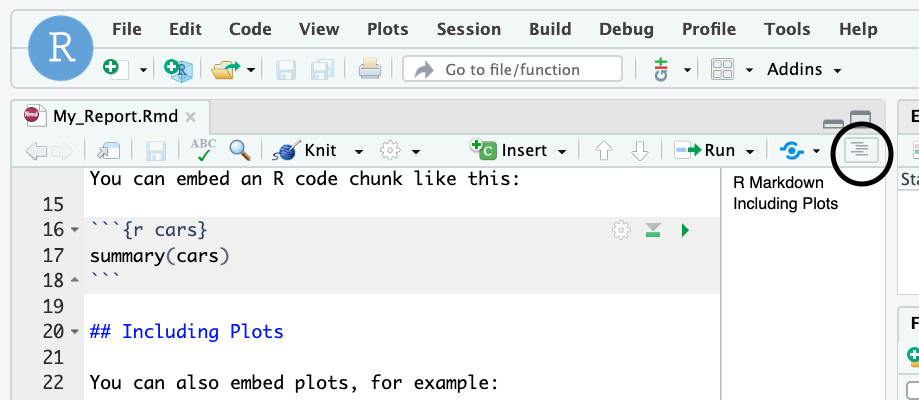 R File Edit Code View Plots Session Build Debug Profile Tools Help
Go to file/function Addins
Rmd My_Report.Rmd × E
ABC Knit C Insert Run
You can embed an R code chunk like this: R Markdown Sta
15 Including Plots
16 ```{r cars}
17 summary(cars)
18 ```
19
20 ## Including Plots F
21
22 You can also embed plots, for example: